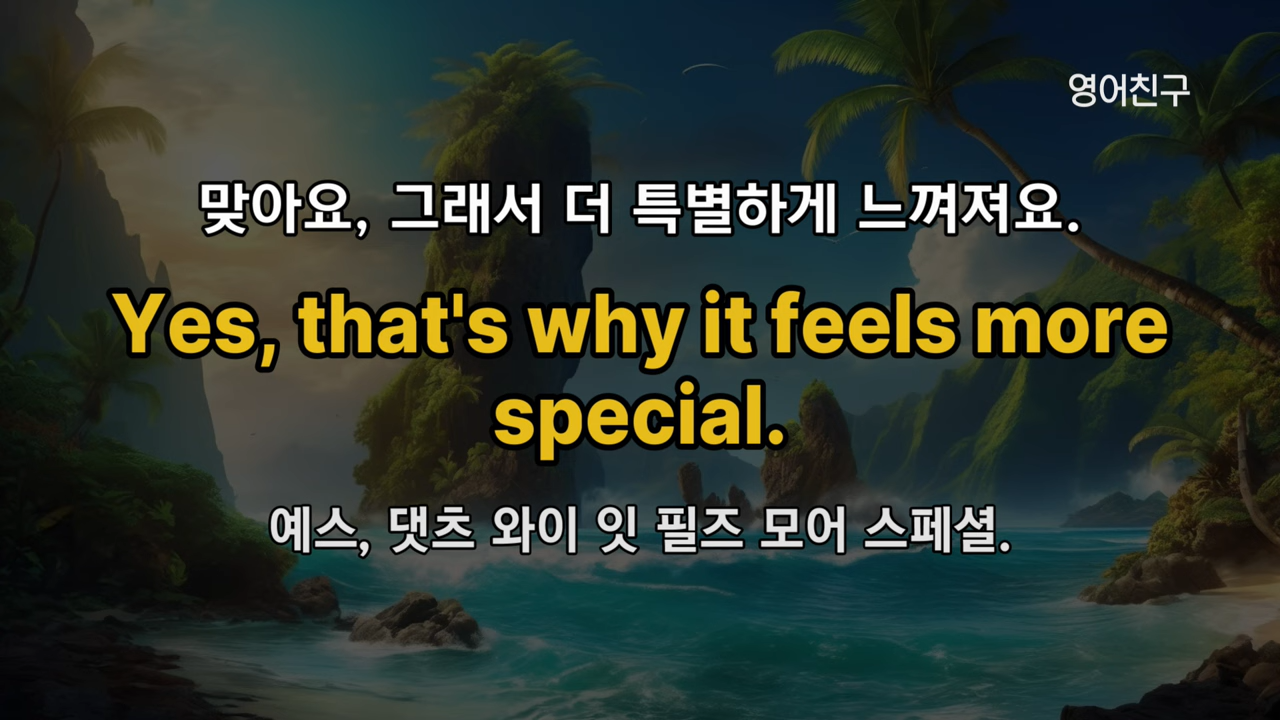 영어친구
맞아요, 그래서 더 특별하게 느껴져요.
Yes, that's why it feels more
special.
예스, 댓츠 와이 잇 필즈 모어 스페셜.